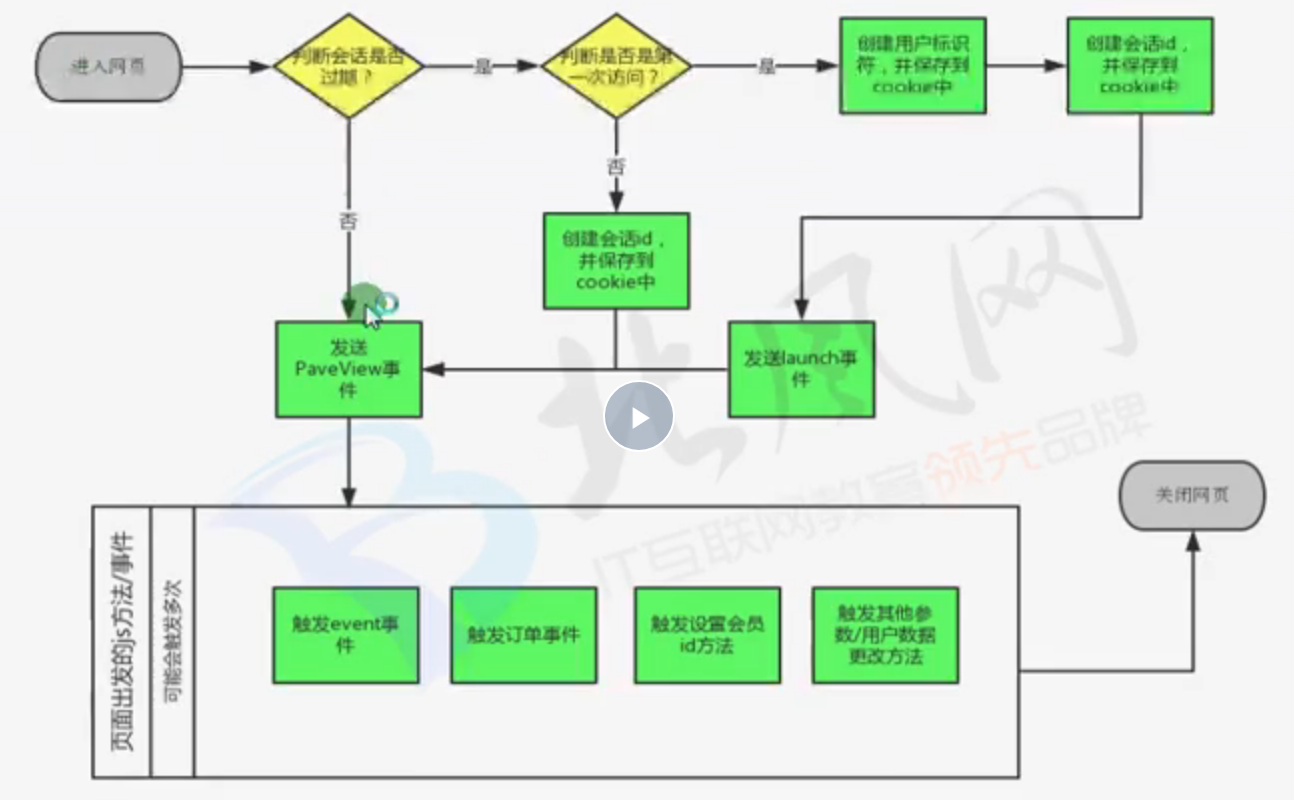 进入网页
判断会话是否
过期？
是
判断是否是第
一次访问？
是
创建用户标识
符，并保存到
cookie中
创建会话id，
并保存到
cookie中
否
否
创建会话id，
并保存到
cookie中
发送
PaveView事
件
发送launch事
件
北风网
IT互联网教育领先品牌
关闭网页
页面出发的js方法/事件
可能会触发多次
触发event事
件
触发订单事件
触发设置会员
id方法
触发其他参
数/用户数据
更改方法